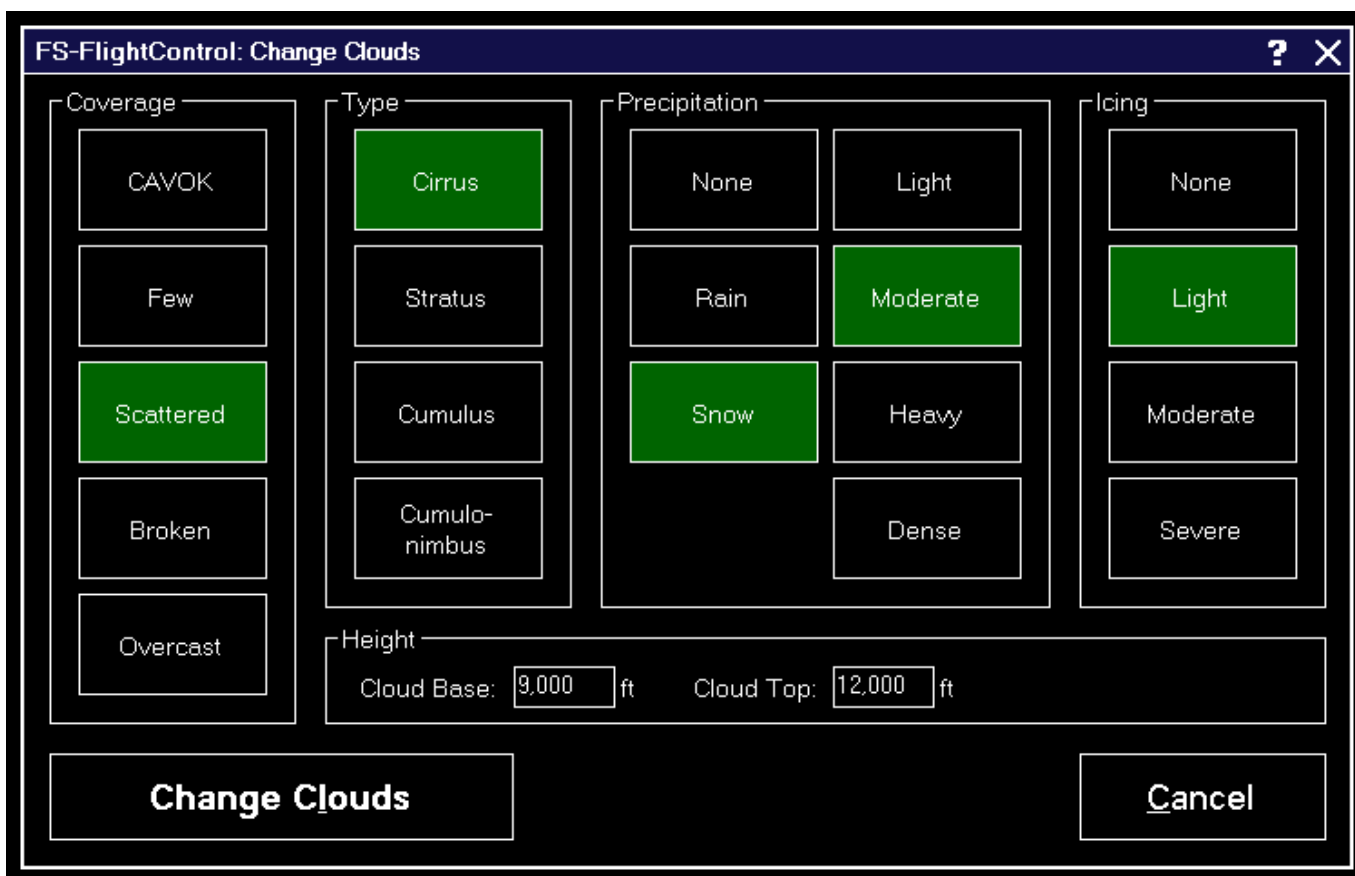 FS-FlightControl: Change Clouds ? X
Coverage
CAVOK
Few
Scattered
Broken
Overcast
Type
Cirrus
Stratus
Cumulus
Cumulo-
nimbus
Precipitation
None
Light
Rain
Moderate
Snow
Heavy
Dense
Icing
None
Light
Moderate
Severe
Height
Cloud Base: 9,000 ft Cloud Top: 12,000 ft
Change Clouds
Cancel